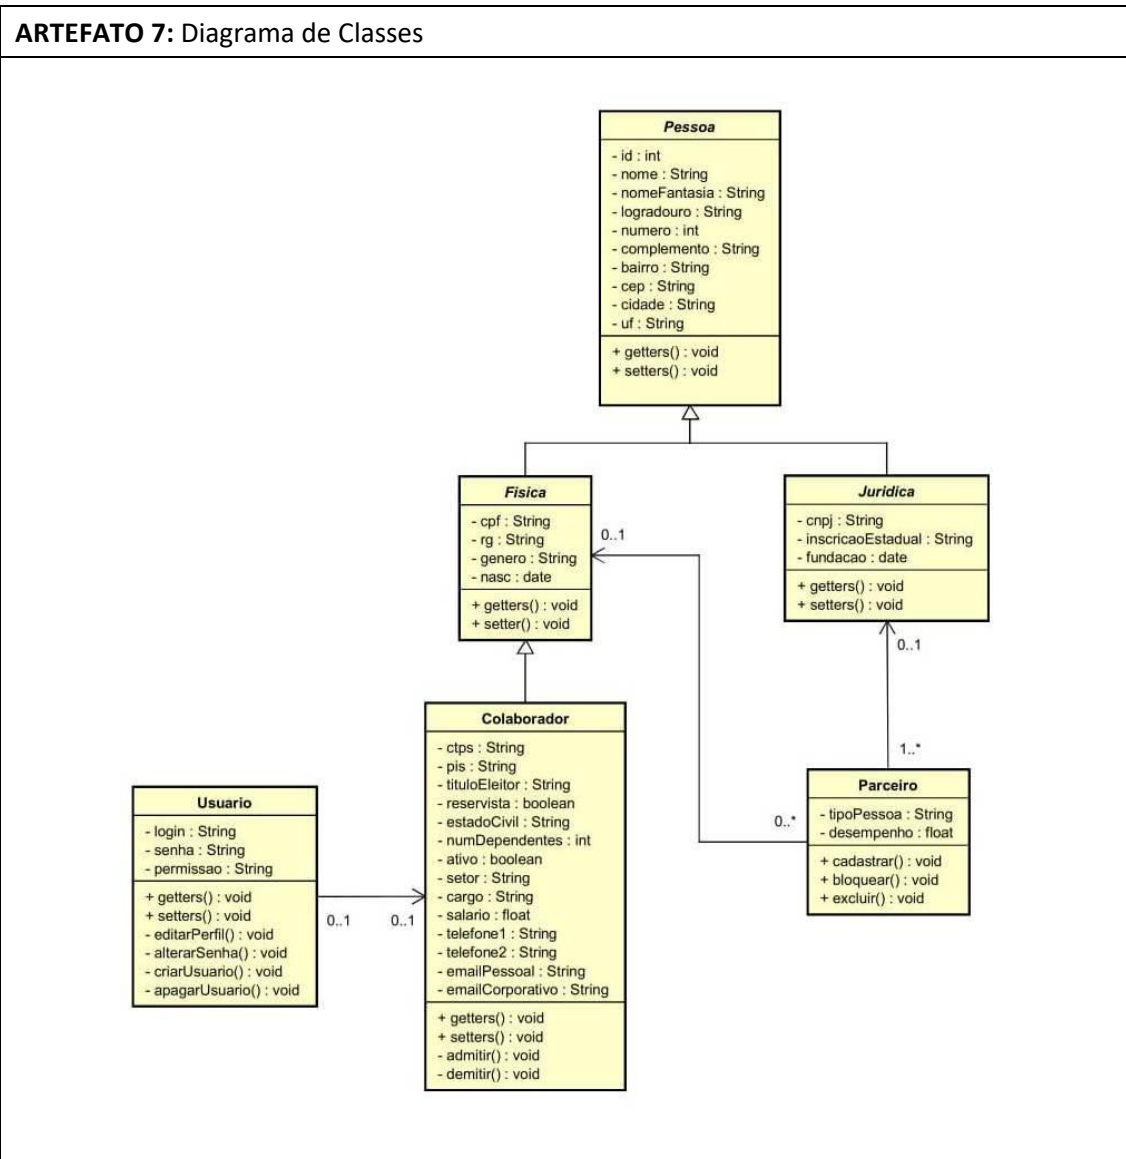 ARTEFATO 7: Diagrama de Classes
Pessoa
- id : int
- nome : String
- nomeFantasia : String
- logradouro : String
- numero : int
- complemento : String
- bairro : String
- cep : String
- cidade : String
- uf : String
+ getters() : void
+ setters() : void
Fisica
- cpf : String
- rg : String
- genero : String
- nasc : date
+ getters() : void
+ setter() : void
0..1
Juridica
- cnpj : String
- inscricaoEstadual : String
- fundacao : date
+ getters() : void
+ setters() : void
0..1
1..*
Colaborador
- ctps : String
- pis : String
- tituloEleitor : String
- reservista : boolean
- estadoCivil : String
- numDependentes : int
- ativo : boolean
- setor : String
- cargo : String
- salario : float
- telefone1 : String
- telefone2 : String
- emailPessoal : String
- emailCorporativo : String
+ getters() : void
+ setters() : void
- admitir() : void
- demitir() : void
Usuario
- login : String
- senha : String
- permissao : String
+ getters() : void
+ setters() : void
- editarPerfil() : void
- alterarSenha() : void
- criarUsuario() : void
- apagarUsuario() : void
0..1
0..1
0..*
Parceiro
- tipoPessoa : String
- desempenho : float
+ cadastrar() : void
+ bloquear() : void
+ excluir() : void